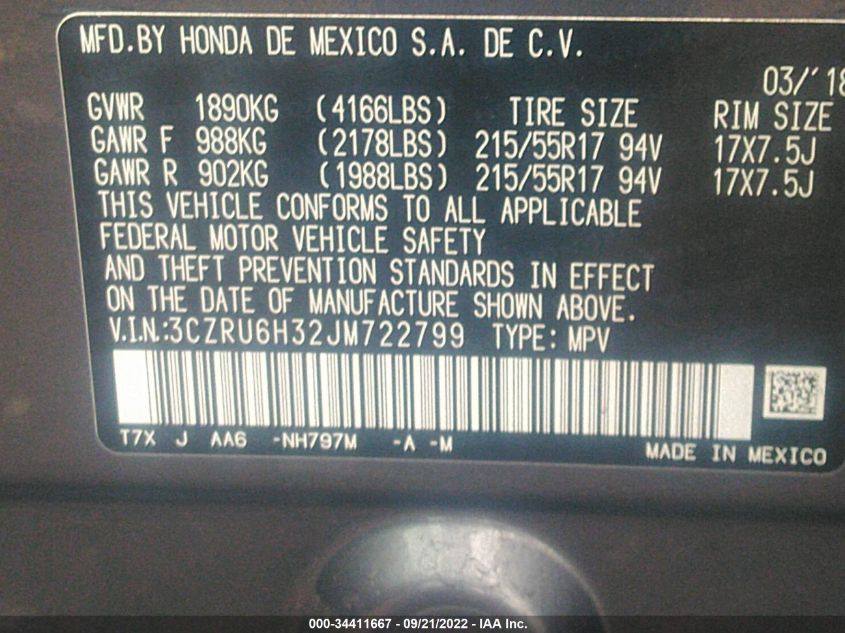 MFD.BY HONDA DE MEXICO S.A. DE C.V.
03/'18
GVWR 1890KG (4166LBS) TIRE SIZE RIM SIZE
GAWR F 988KG (2178LBS) 215/55R17 94V 17X7.5J
GAWR R 902KG (1988LBS) 215/55R17 94V 17X7.5J
THIS VEHICLE CONFORMS TO ALL APPLICABLE
FEDERAL MOTOR VEHICLE SAFETY
AND THEFT PREVENTION STANDARDS IN EFFECT
ON THE DATE OF MANUFACTURE SHOWN ABOVE.
V.I.N.:3CZRU6H32JM722799 TYPE: MPV
T7X J AA6 -NH797M -A -M MADE IN MEXICO
000-34411667 - 09/21/2022 - IAA Inc.